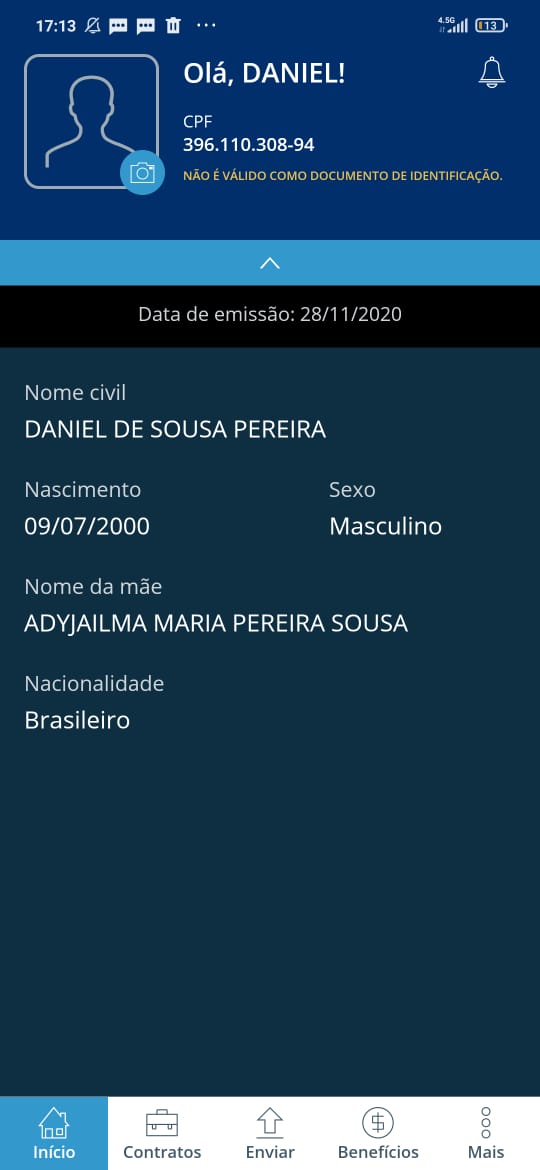 17:13
4.5G
13
Olá, DANIEL!
CPF
396.110.308-94
NÃO É VÁLIDO COMO DOCUMENTO DE IDENTIFICAÇÃO.
Data de emissão: 28/11/2020
Nome civil
DANIEL DE SOUSA PEREIRA
Nascimento Sexo
09/07/2000 Masculino
Nome da mãe
ADYJAILMA MARIA PEREIRA SOUSA
Nacionalidade
Brasileiro
Início Contratos Enviar Benefícios Mais